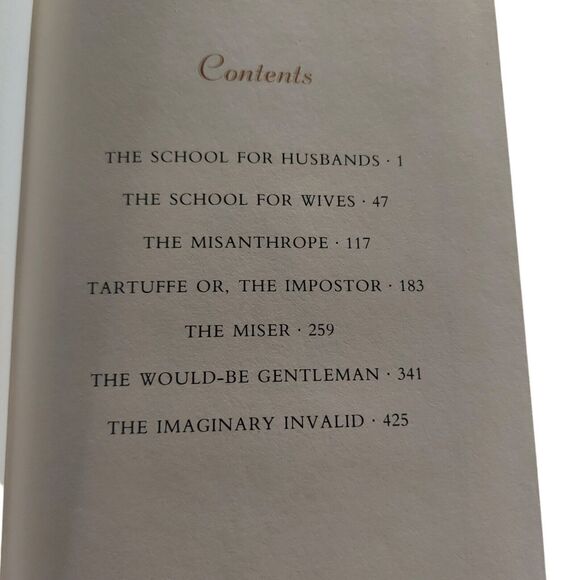 Contents
THE SCHOOL FOR HUSBANDS · 1
THE SCHOOL FOR WIVES · 47
THE MISANTHROPE · 117
TARTUFFE OR, THE IMPOSTOR · 183
THE MISER · 259
THE WOULD-BE GENTLEMAN · 341
THE IMAGINARY INVALID · 425